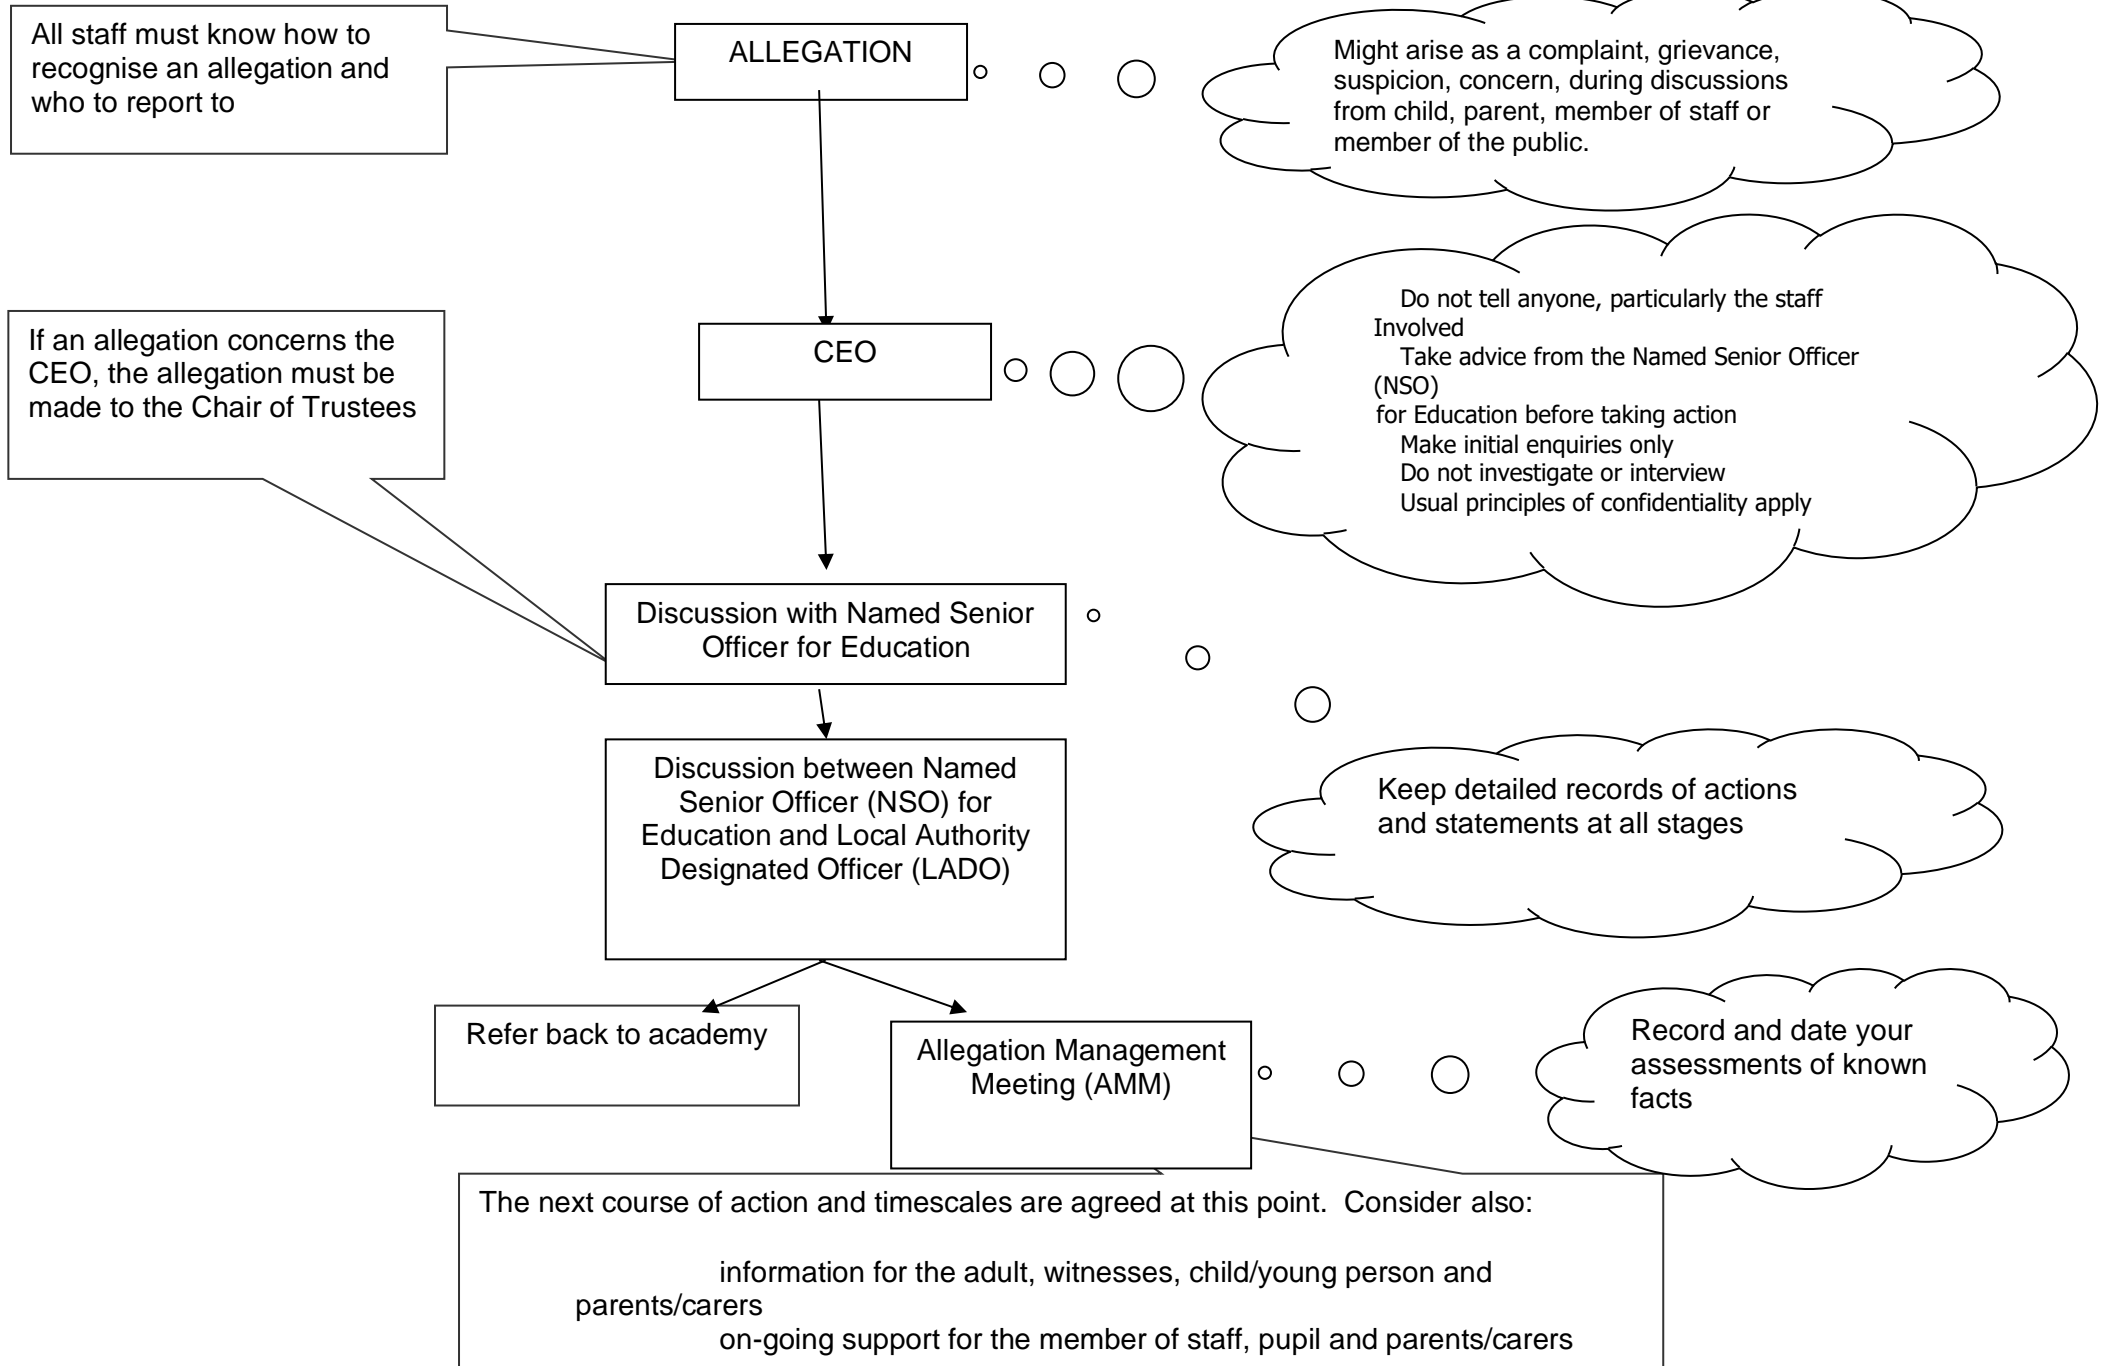 All staff must know how to
recognise an allegation and
who to report to
ALLEGATION
Might arise as a complaint, grievance,
suspicion, concern, during discussions
from child, parent, member of staff or
member of the public.
If an allegation concerns the
CEO, the allegation must be
made to the Chair of Trustees
CEO
Do not tell anyone, particularly the staff
Involved
Take advice from the Named Senior Officer
(NSO)
for Education before taking action
Make initial enquiries only
Do not investigate or interview
Usual principles of confidentiality apply
Discussion with Named Senior
Officer for Education
Discussion between Named
Senior Officer (NSO) for
Education and Local Authority
Designated Officer (LADO)
Keep detailed records of actions
and statements at all stages
Refer back to academy
Allegation Management
Meeting (AMM)
Record and date your
assessments of known
facts
The next course of action and timescales are agreed at this point.  Consider also:
information for the adult, witnesses, child/young person and
parents/carers
on-going support for the member of staff, pupil and parents/carers